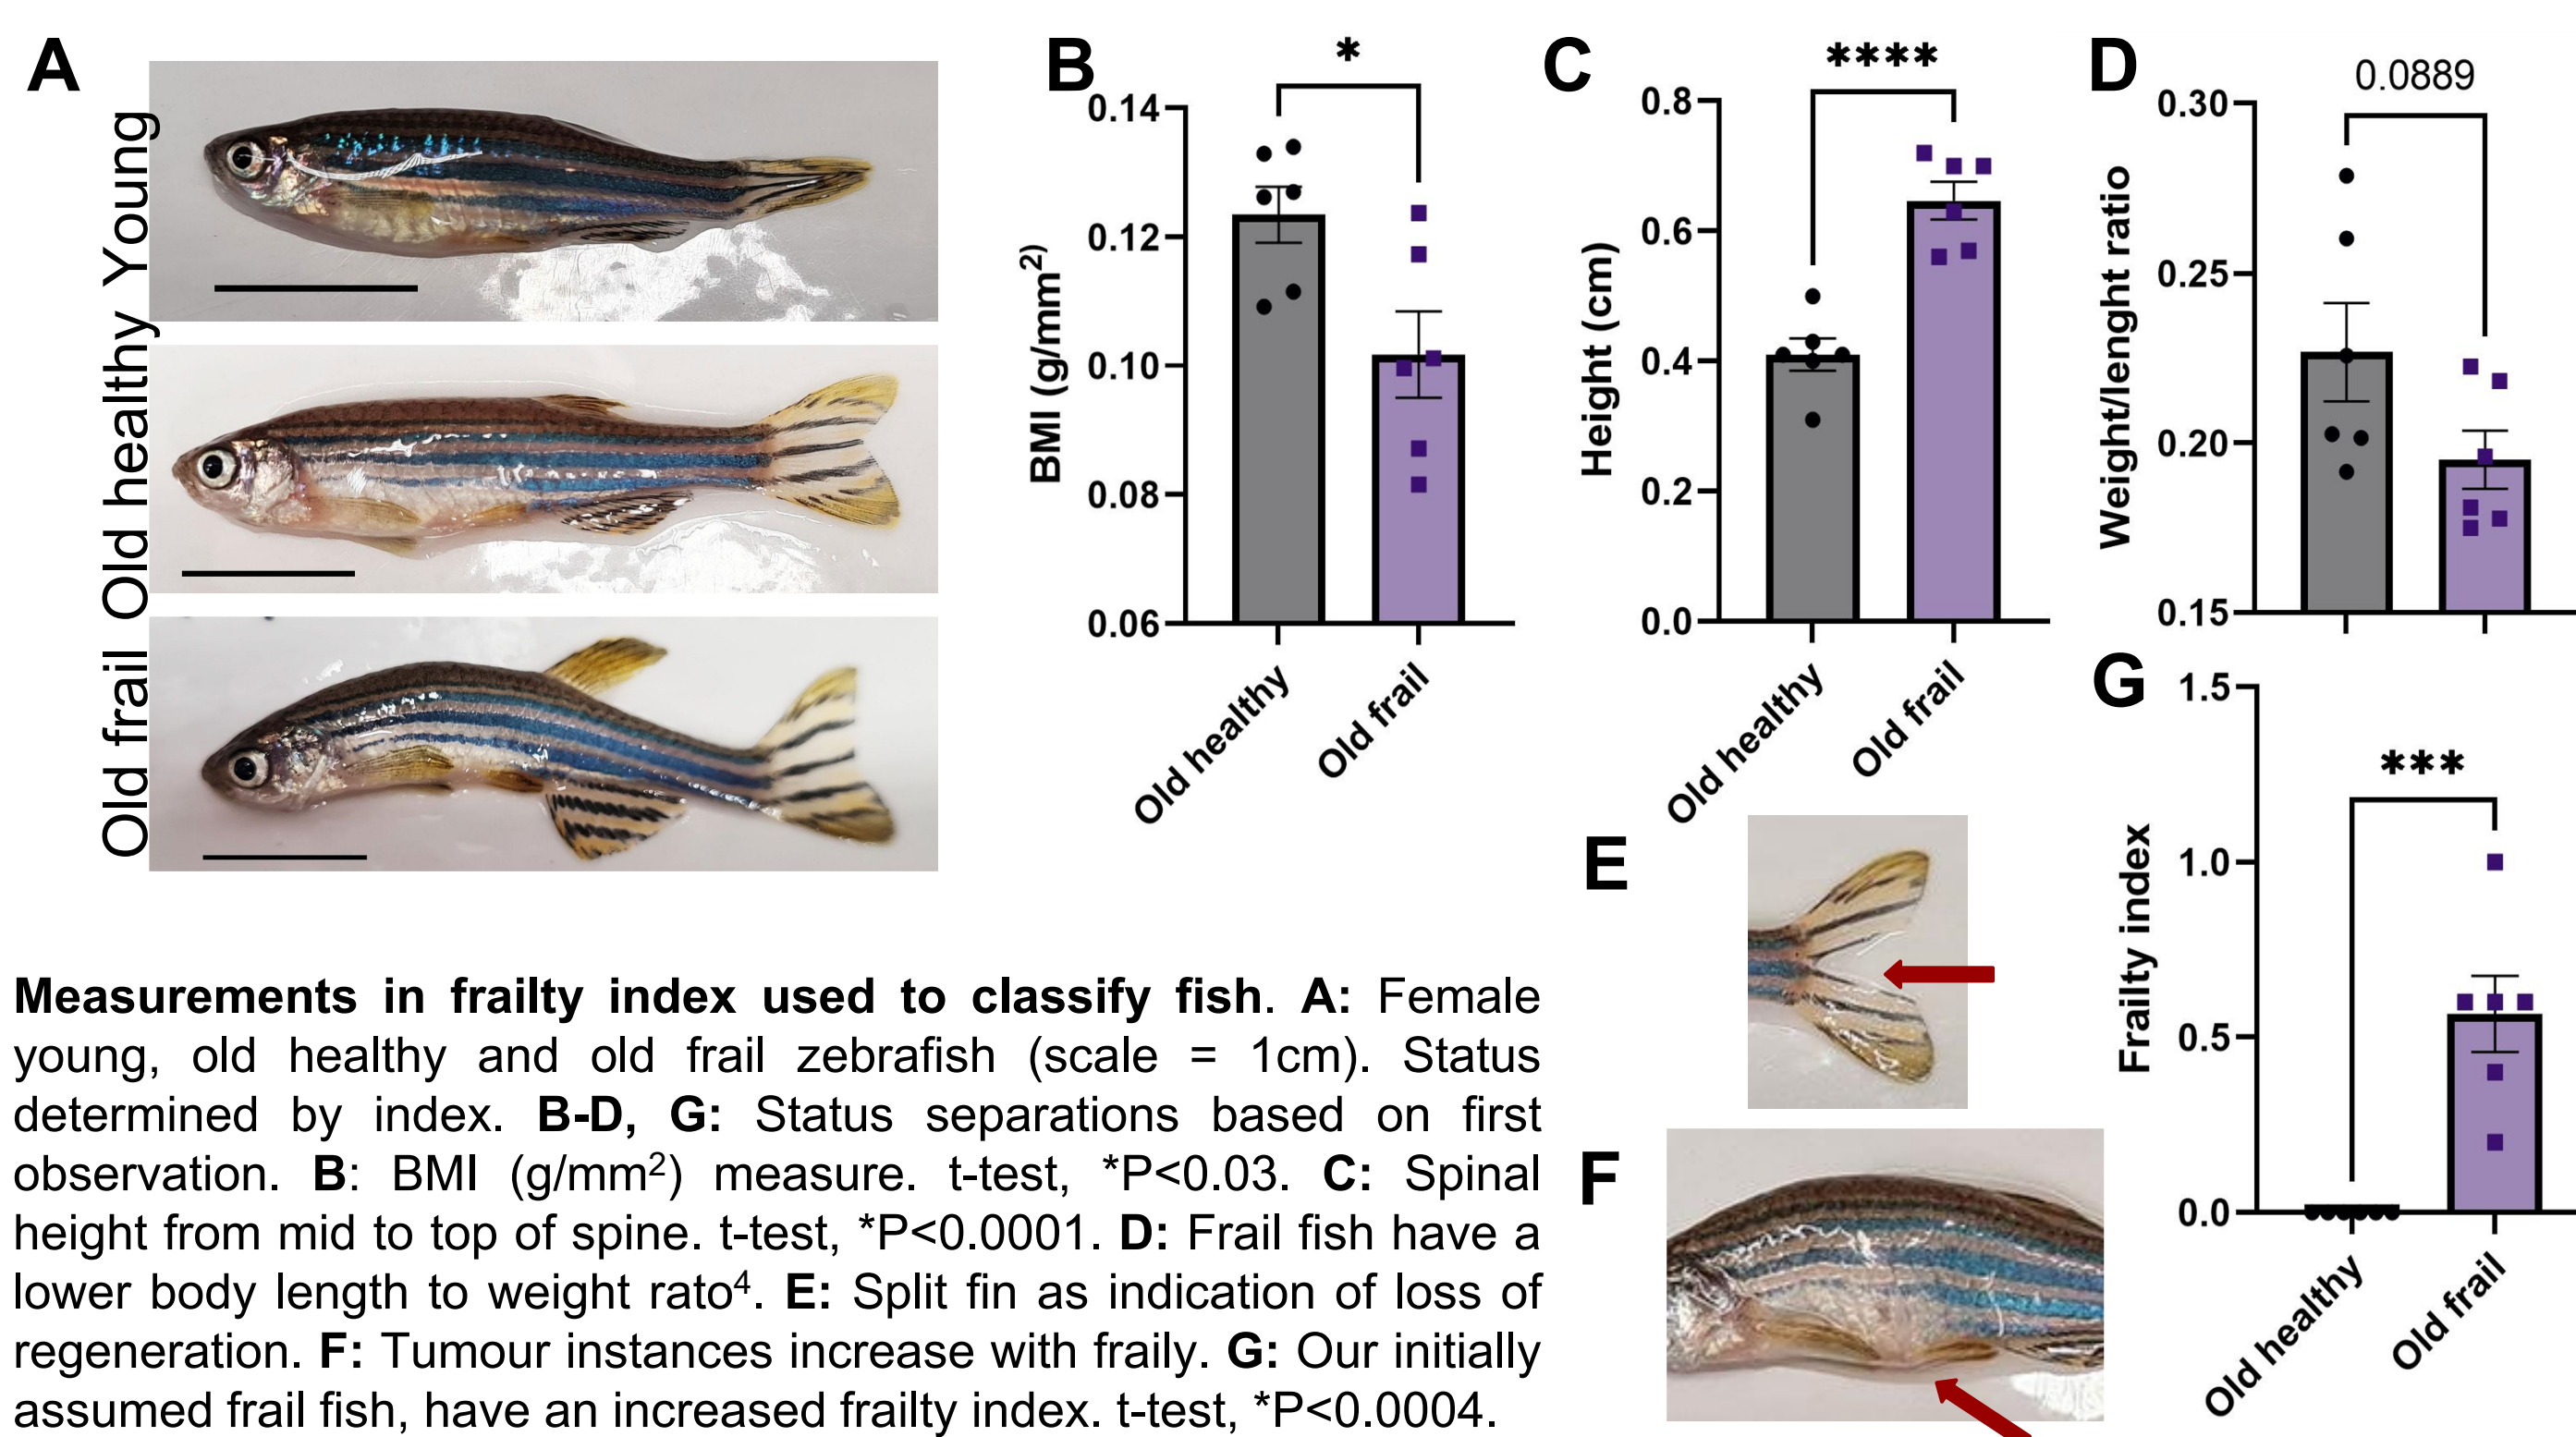 A
Young
Old healthy
Old frail
B
*
0.14
0.12
0.10
0.08
0.06
BMI (g/mm²)
Old healthy
Old frail
C
****
0.8
0.6
0.4
0.2
0.0
Height (cm)
Old healthy
Old frail
D
0.0889
0.30
0.25
0.20
0.15
Weight/lenght ratio
E
F
G
***
1.5
1.0
0.5
0.0
Frailty index
Old healthy
Old frail
Measurements in frailty index used to classify fish. A: Female
young, old healthy and old frail zebrafish (scale = 1cm). Status
determined by index. B-D, G: Status separations based on first
observation. B: BMI (g/mm²) measure. t-test, *P<0.03. C: Spinal
height from mid to top of spine. t-test, *P<0.0001. D: Frail fish have a
lower body length to weight rato⁴. E: Split fin as indication of loss of
regeneration. F: Tumour instances increase with fraily. G: Our initially
assumed frail fish, have an increased frailty index. t-test, *P<0.0004.